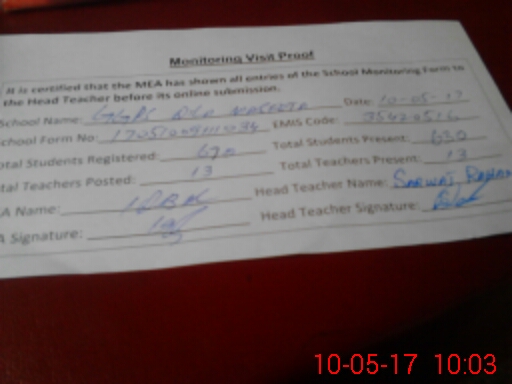 Monitoring Visit Proof
It is certified that the MEA has shown all entries of the School Monitoring Form to
the Head Teacher before its online submission.
School Name: Date: 10-05-17
School Form No: EMIS Code:
Total Students Registered: Total Students Present: 630
Total Teachers Posted: 13 Total Teachers Present: 13
A Name: Head Teacher Name: SARWAT
A Signature: Head Teacher Signature:
10-05-17 10:03